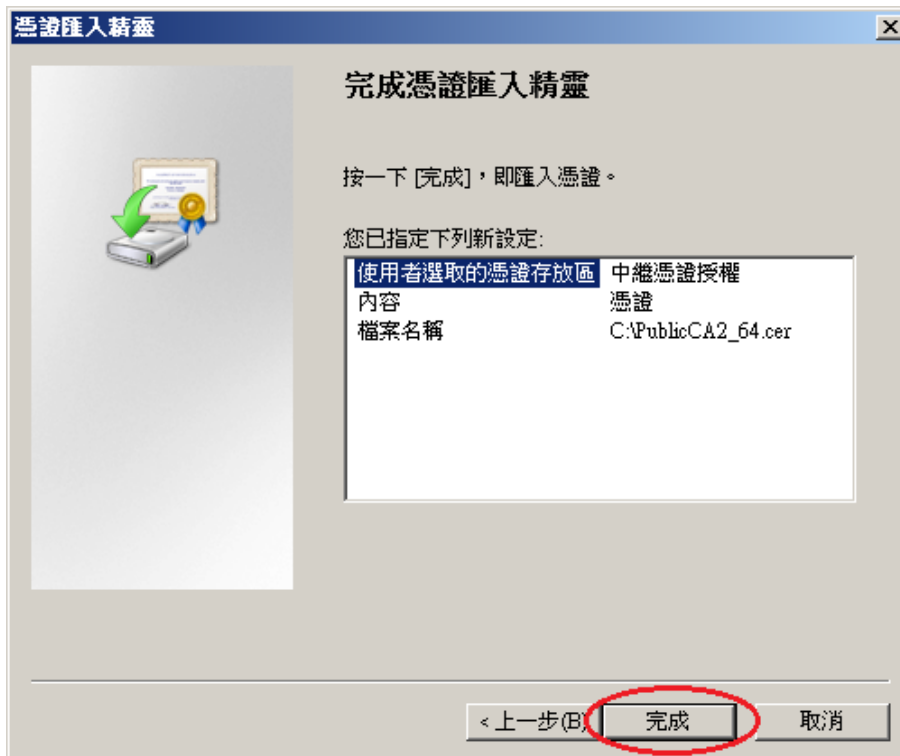 憑證匯入精靈
完成憑證匯入精靈
按一下 [完成]，即匯入憑證。
您已指定下列新設定:
使用者選取的憑證存放區 中繼憑證授權
內容 憑證
檔案名稱 C:\PublicCA2_64.cer
< 上一步(B) 完成 取消